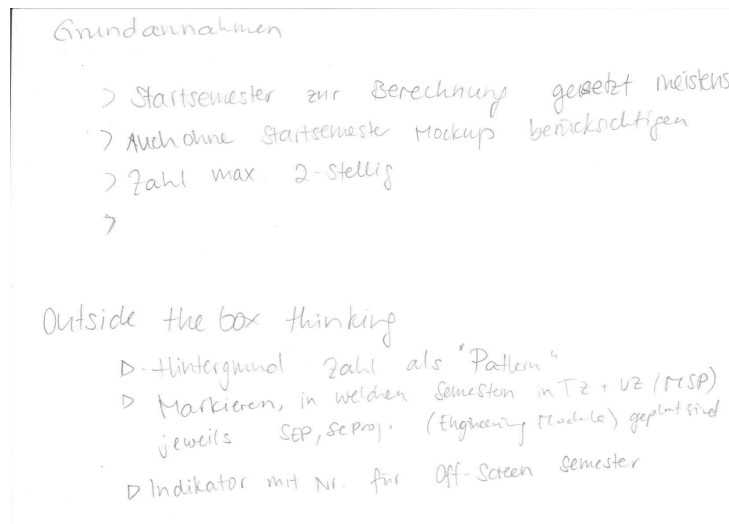 Grundannahmen
> Startsemester zur Berechnung gesetzt meistens
> Auch ohne Startsemester Mockup berücksichtigen
> Zahl max. 2-stellig
>
Outside the box thinking
▷ Hintergrund Zahl als "Pattern"
▷ Markieren, in welchen Semestern in TZ + VZ (MSP)
jeweils SEP, SeProj. (Engineering Module) geplant sind
▷ Indikator mit Nr. für Off-Screen Semester